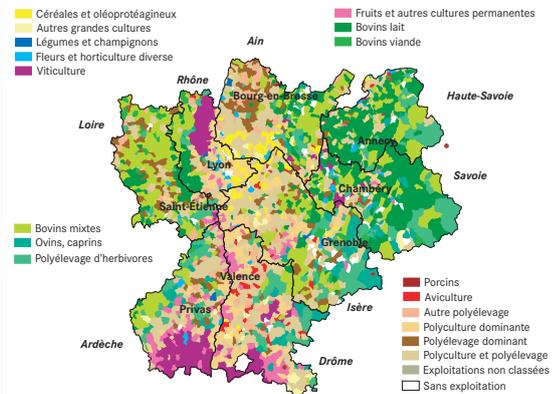 Céréales et oléoprotéagineux
Autres grandes cultures
Légumes et champignons
Fleurs et horticulture diverse
Viticulture
Fruits et autres cultures permanentes
Bovins lait
Bovins viande
Ain
Rhône
Loire
Haute-Savoie
Savoie
Bourg-en-Bresse
Annecy
Lyon
Chambéry
Saint-Étienne
Grenoble
Valence
Privas
Isère
Ardèche
Drôme
Bovins mixtes
Ovins, caprins
Polyélevage d'herbivores
Porcins
Aviculture
Autre polyélevage
Polyculture dominante
Polyélevage dominant
Polyculture et polyélevage
Exploitations non classées
Sans exploitation